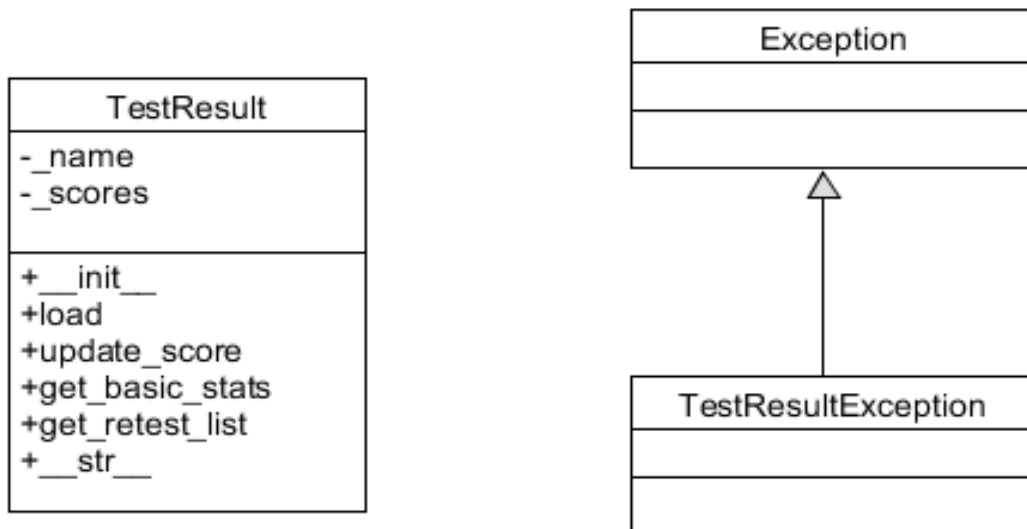 TestResult
-_name
-_scores
+__init__
+load
+update_score
+get_basic_stats
+get_retest_list
+__str__
Exception
TestResultException